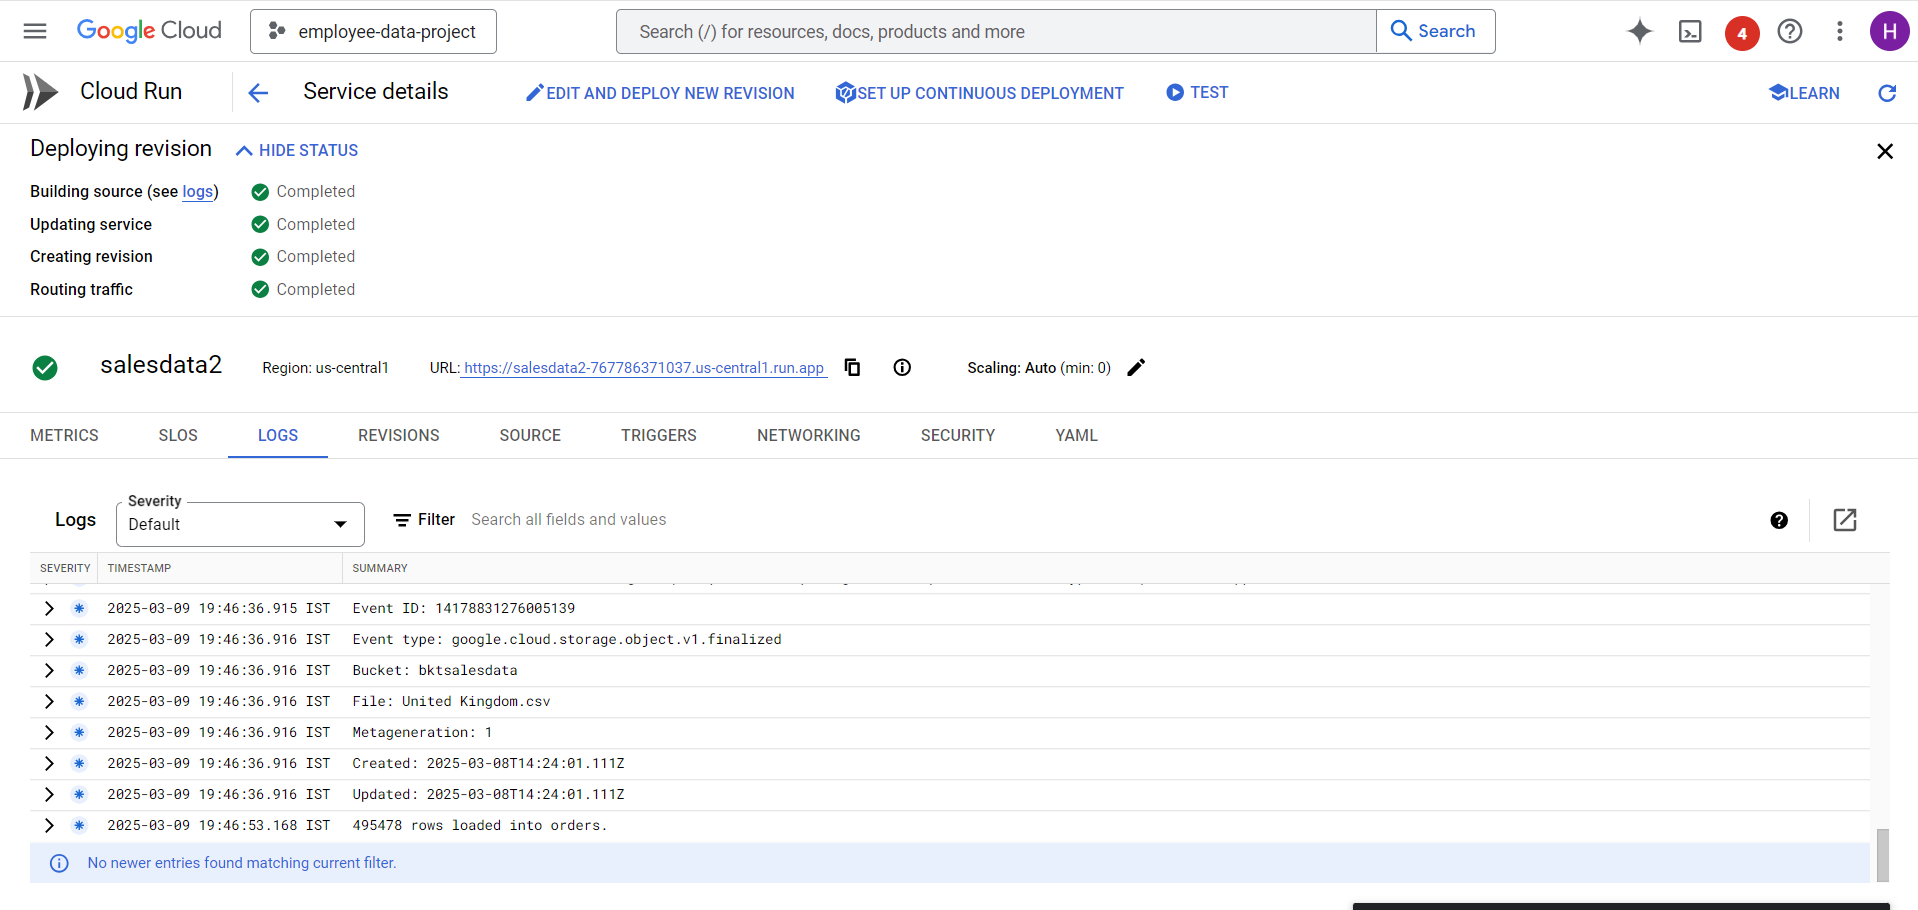 Google Cloud employee-data-project Search (/) for resources, docs, products and more Search 4 H
Cloud Run Service details EDIT AND DEPLOY NEW REVISION SET UP CONTINUOUS DEPLOYMENT TEST LEARN
Deploying revision HIDE STATUS
Building source (see logs) Completed
Updating service Completed
Creating revision Completed
Routing traffic Completed
salesdata2 Region: us-central1 URL: https://salesdata2-767786371037.us-central1.run.app Scaling: Auto (min: 0)
METRICS SLOS LOGS REVISIONS SOURCE TRIGGERS NETWORKING SECURITY YAML
Severity
Logs Default Filter Search all fields and values
SEVERITY TIMESTAMP SUMMARY
2025-03-09 19:46:36.915 IST Event ID: 14178831276005139
2025-03-09 19:46:36.916 IST Event type: google.cloud.storage.object.v1.finalized
2025-03-09 19:46:36.916 IST Bucket: bktsalesdata
2025-03-09 19:46:36.916 IST File: United Kingdom.csv
2025-03-09 19:46:36.916 IST Metageneration: 1
2025-03-09 19:46:36.916 IST Created: 2025-03-08T14:24:01.111Z
2025-03-09 19:46:36.916 IST Updated: 2025-03-08T14:24:01.111Z
2025-03-09 19:46:53.168 IST 495478 rows loaded into orders.
No newer entries found matching current filter.